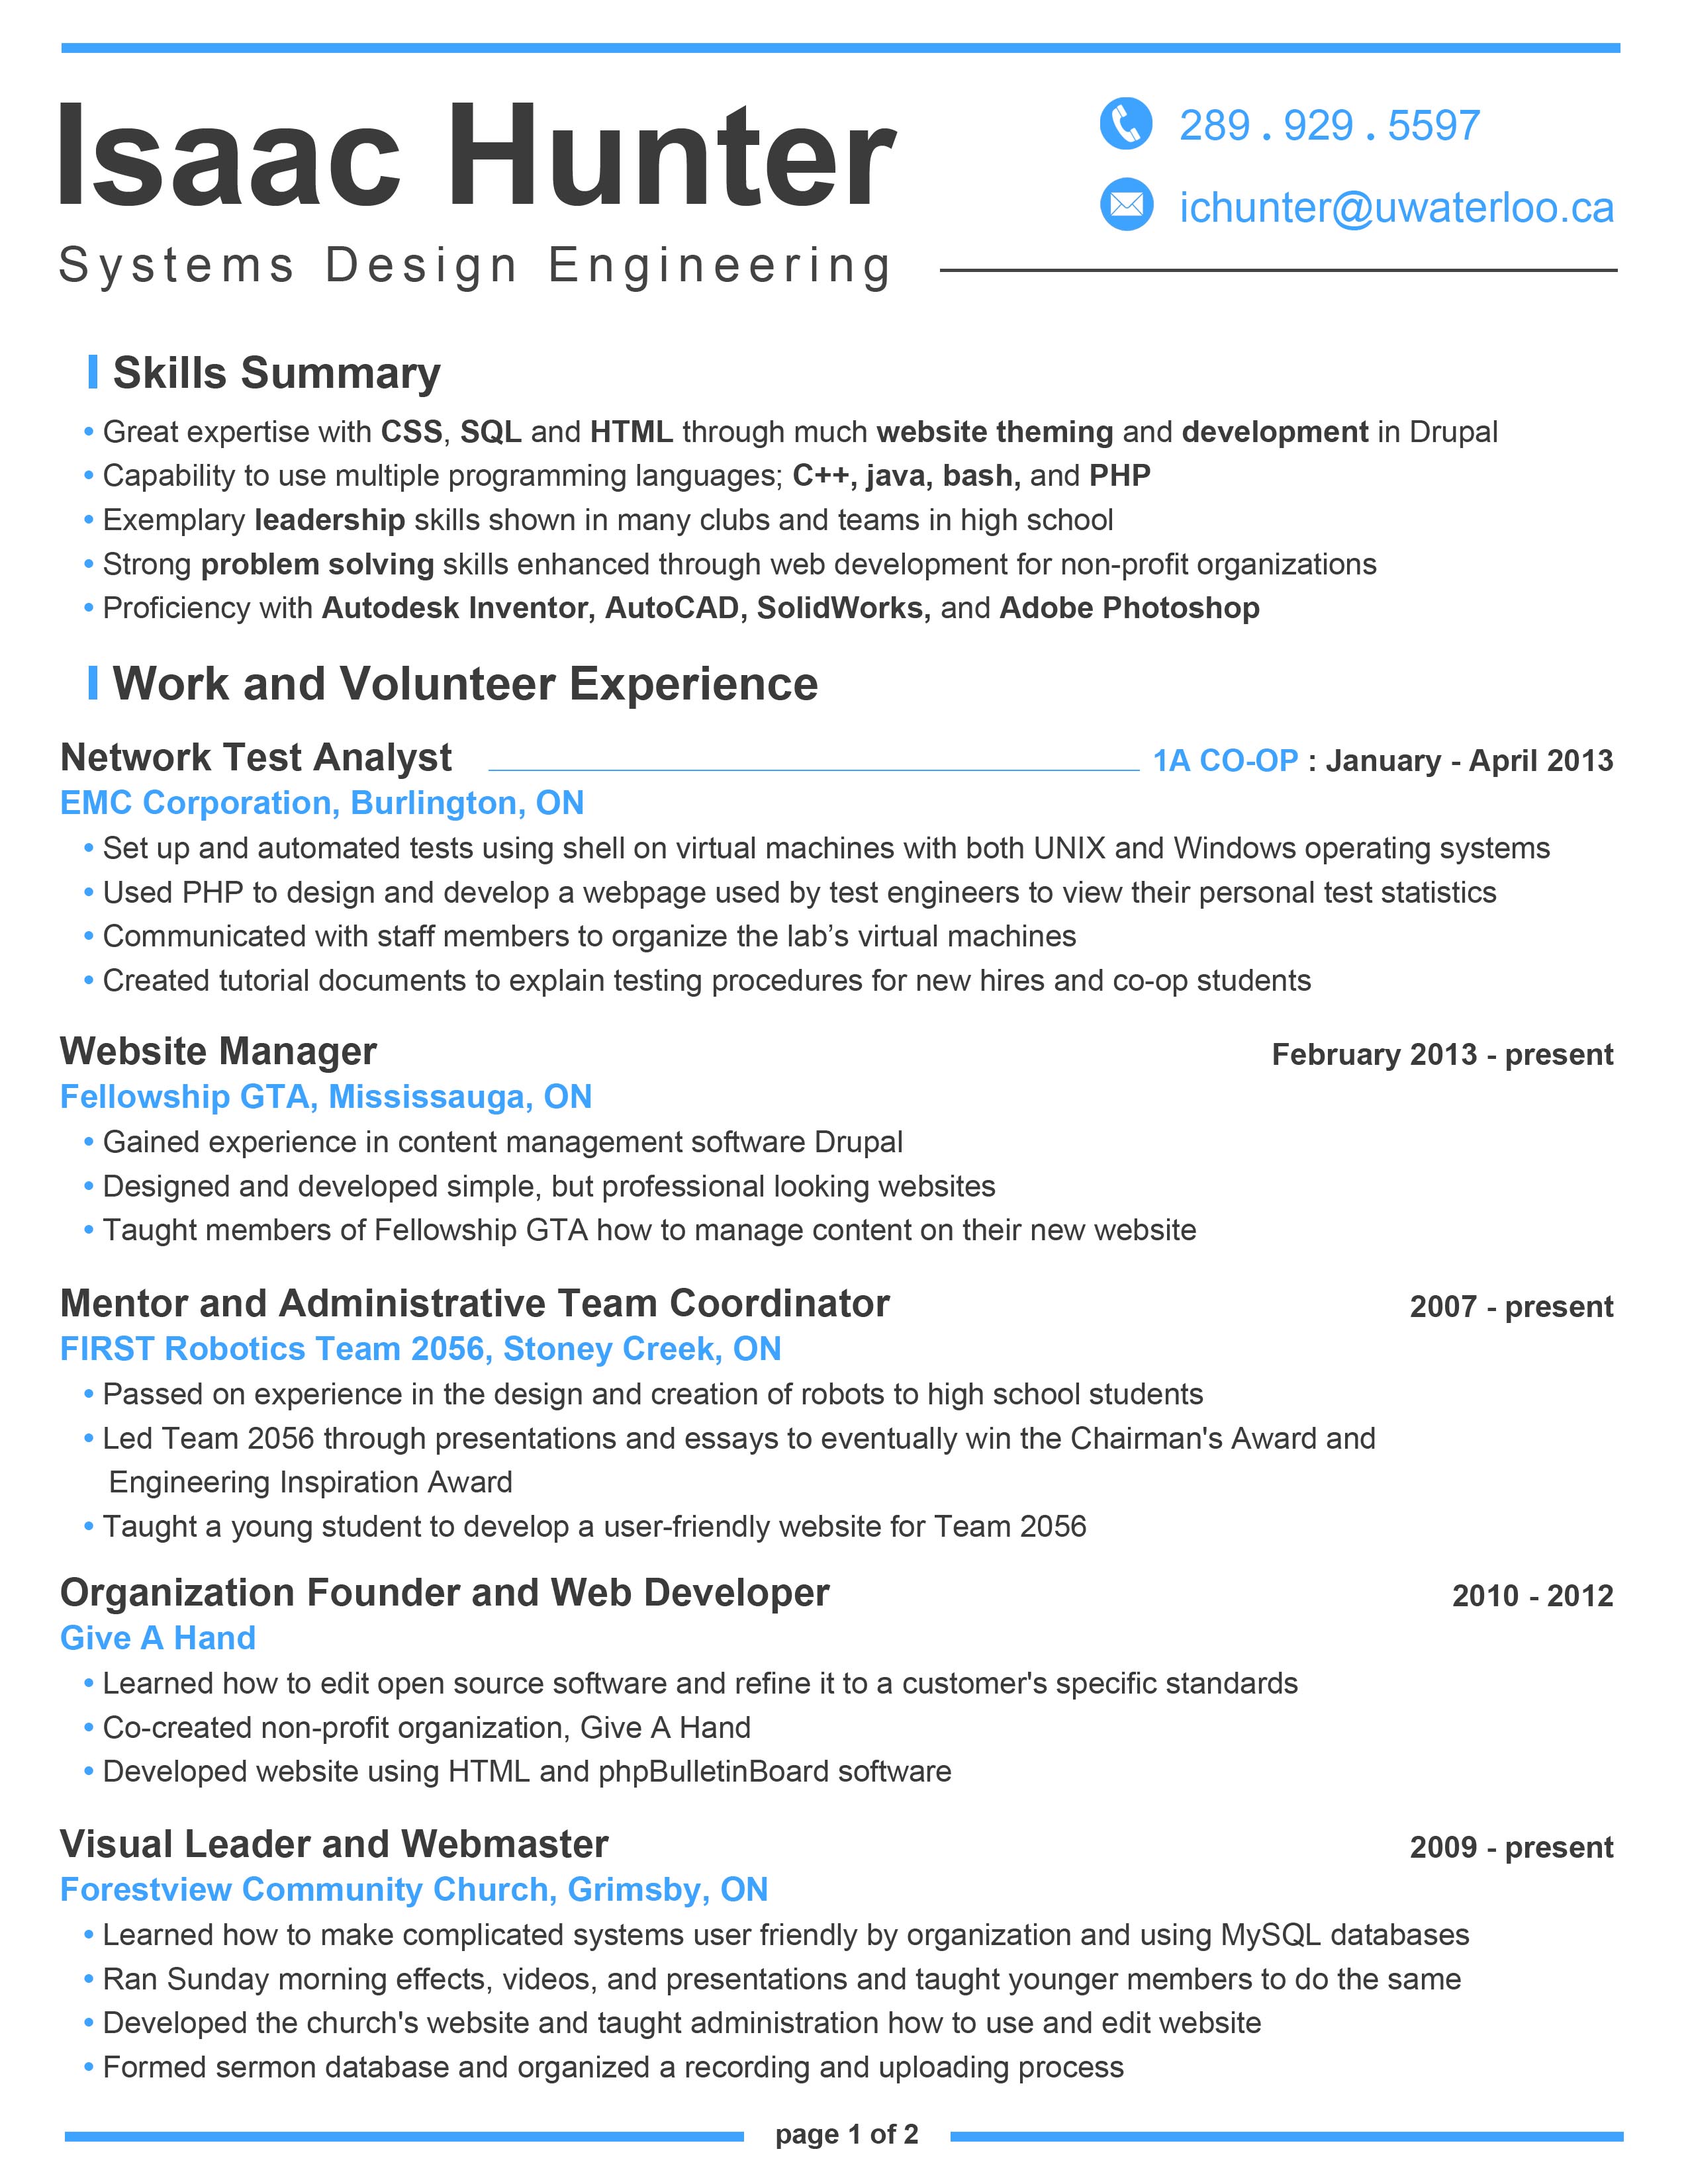 Isaac Hunter
289 . 929 . 5597
ichunter@uwaterloo.ca
Systems Design Engineering
Skills Summary
• Great expertise with CSS, SQL and HTML through much website theming and development in Drupal
• Capability to use multiple programming languages; C++, java, bash, and PHP
• Exemplary leadership skills shown in many clubs and teams in high school
• Strong problem solving skills enhanced through web development for non-profit organizations
• Proficiency with Autodesk Inventor, AutoCAD, SolidWorks, and Adobe Photoshop
Work and Volunteer Experience
Network Test Analyst 1A CO-OP : January - April 2013
EMC Corporation, Burlington, ON
• Set up and automated tests using shell on virtual machines with both UNIX and Windows operating systems
• Used PHP to design and develop a webpage used by test engineers to view their personal test statistics
• Communicated with staff members to organize the lab’s virtual machines
• Created tutorial documents to explain testing procedures for new hires and co-op students
Website Manager February 2013 - present
Fellowship GTA, Mississauga, ON
• Gained experience in content management software Drupal
• Designed and developed simple, but professional looking websites
• Taught members of Fellowship GTA how to manage content on their new website
Mentor and Administrative Team Coordinator 2007 - present
FIRST Robotics Team 2056, Stoney Creek, ON
• Passed on experience in the design and creation of robots to high school students
• Led Team 2056 through presentations and essays to eventually win the Chairman's Award and
Engineering Inspiration Award
• Taught a young student to develop a user-friendly website for Team 2056
Organization Founder and Web Developer 2010 - 2012
Give A Hand
• Learned how to edit open source software and refine it to a customer's specific standards
• Co-created non-profit organization, Give A Hand
• Developed website using HTML and phpBulletinBoard software
Visual Leader and Webmaster 2009 - present
Forestview Community Church, Grimsby, ON
• Learned how to make complicated systems user friendly by organization and using MySQL databases
• Ran Sunday morning effects, videos, and presentations and taught younger members to do the same
• Developed the church's website and taught administration how to use and edit website
• Formed sermon database and organized a recording and uploading process
page 1 of 2